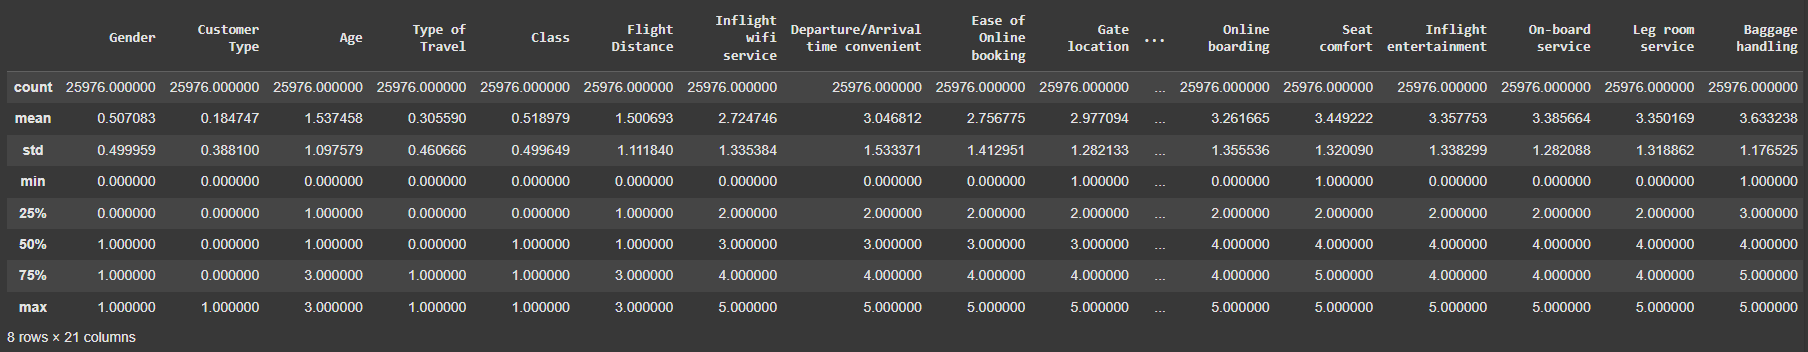 Gender Customer Type Age Type of Travel Class Flight Distance Inflight wifi service Departure/Arrival time convenient Ease of Online booking Gate location ... Online boarding Seat comfort Inflight entertainment On-board service Leg room service Baggage handling
count 25976.000000 25976.000000 25976.000000 25976.000000 25976.000000 25976.000000 25976.000000 25976.000000 25976.000000 25976.000000 ... 25976.000000 25976.000000 25976.000000 25976.000000 25976.000000 25976.000000
mean 0.507083 0.184747 1.537458 0.305590 0.518979 1.500693 2.724746 3.046812 2.756775 2.977094 ... 3.261665 3.449222 3.357753 3.385664 3.350169 3.633238
std 0.499959 0.388100 1.097579 0.460666 0.499649 1.111840 1.335384 1.533371 1.412951 1.282133 ... 1.355536 1.320090 1.338299 1.282088 1.318862 1.176525
min 0.000000 0.000000 0.000000 0.000000 0.000000 0.000000 0.000000 0.000000 0.000000 1.000000 ... 0.000000 1.000000 0.000000 0.000000 0.000000 1.000000
25% 0.000000 0.000000 1.000000 0.000000 0.000000 1.000000 2.000000 2.000000 2.000000 2.000000 ... 2.000000 2.000000 2.000000 2.000000 2.000000 3.000000
50% 1.000000 0.000000 1.000000 0.000000 1.000000 1.000000 3.000000 3.000000 3.000000 3.000000 ... 4.000000 4.000000 4.000000 4.000000 4.000000 4.000000
75% 1.000000 0.000000 3.000000 1.000000 1.000000 3.000000 4.000000 4.000000 4.000000 4.000000 ... 4.000000 5.000000 4.000000 4.000000 4.000000 5.000000
max 1.000000 1.000000 3.000000 1.000000 1.000000 3.000000 5.000000 5.000000 5.000000 5.000000 ... 5.000000 5.000000 5.000000 5.000000 5.000000 5.000000
8 rows × 21 columns